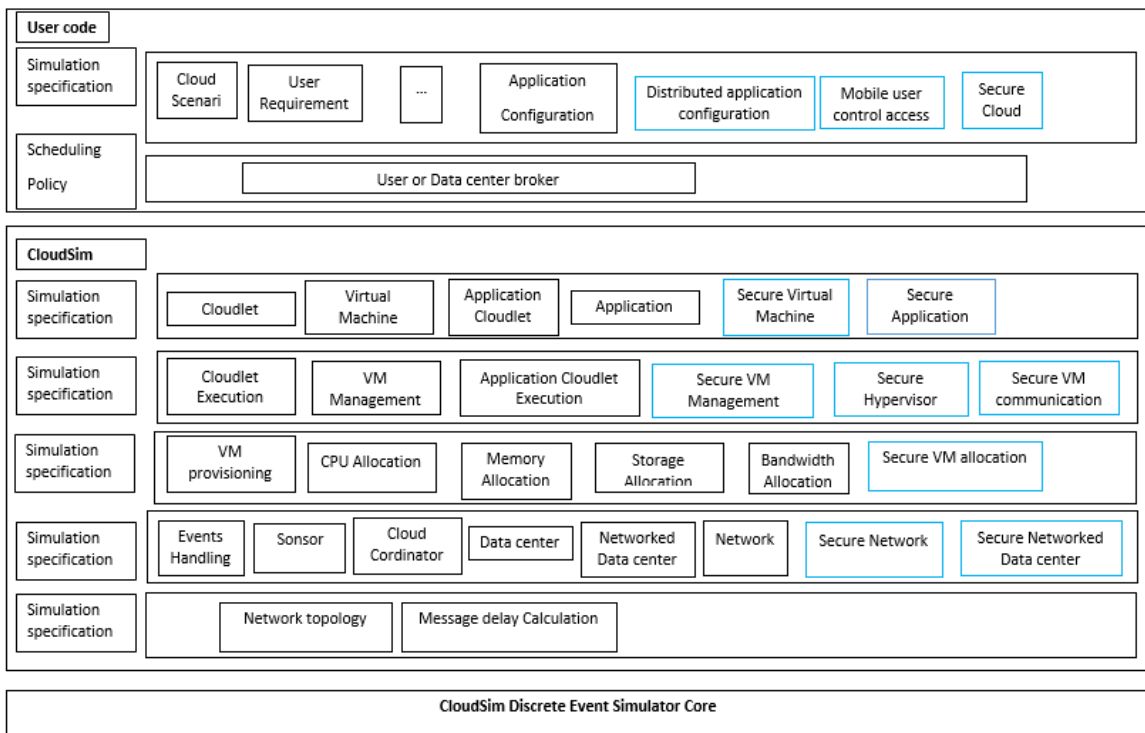 User code
Simulation
specification
Cloud
Scenari
User
Requirement
...
Application
Configuration
Distributed application
configuration
Mobile user
control access
Secure
Cloud
Scheduling
Policy
User or Data center broker
CloudSim
Simulation
specification
Cloudlet
Virtual
Machine
Application
Cloudlet
Application
Secure Virtual
Machine
Secure
Application
Simulation
specification
Cloudlet
Execution
VM
Management
Application Cloudlet
Execution
Secure VM
Management
Secure
Hypervisor
Secure VM
communication
Simulation
specification
VM
provisioning
CPU Allocation
Memory
Allocation
Storage
Allocation
Bandwidth
Allocation
Secure VM allocation
Simulation
specification
Events
Handling
Sonsor
Cloud
Cordinator
Data center
Networked
Data center
Network
Secure Network
Secure Networked
Data center
Simulation
specification
Network topology
Message delay Calculation
CloudSim Discrete Event Simulator Core